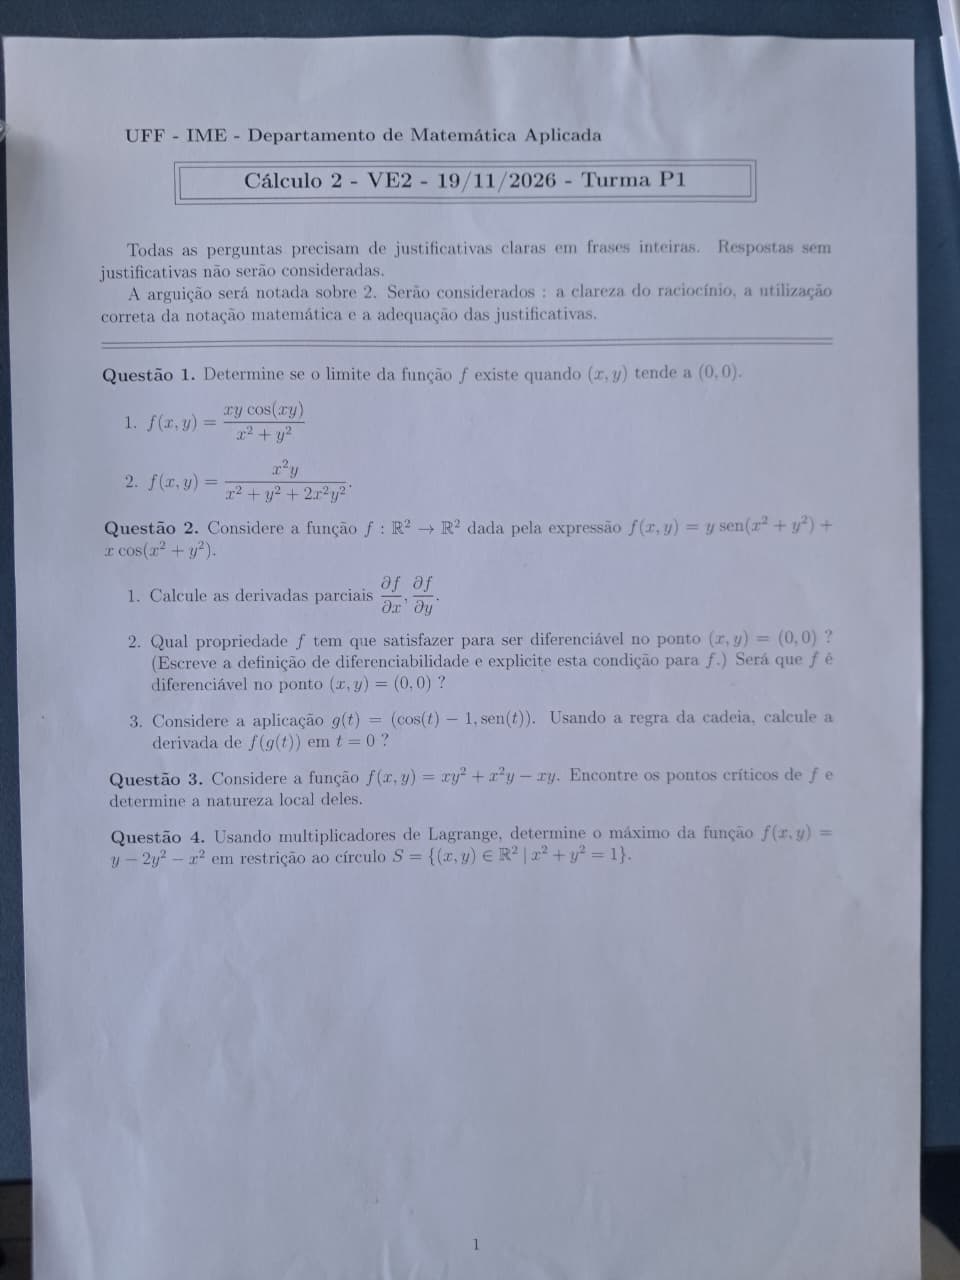 UFF - IME - Departamento de Matemática Aplicada
Cálculo 2 - VE2 - 19/11/2026 - Turma P1
Todas as perguntas precisam de justificativas claras em frases inteiras. Respostas sem
justificativas não serão consideradas.
A arguição será notada sobre 2. Serão considerados : a clareza do raciocínio, a utilização
correta da notação matemática e a adequação das justificativas.
Questão 1. Determine se o limite da função f existe quando (x, y) tende a (0, 0).
1. f(x, y) = \frac{xy cos(xy)}{x² + y²}
2. f(x, y) = \frac{x²y}{x² + y² + 2x²y²}.
Questão 2. Considere a função f : ℝ² → ℝ² dada pela expressão f(x, y) = y sen(x² + y²) +
x cos(x² + y²).
1. Calcule as derivadas parciais \frac{∂f}{∂x}, \frac{∂f}{∂y}.
2. Qual propriedade f tem que satisfazer para ser diferenciável no ponto (x, y) = (0, 0) ?
(Escreve a definição de diferenciabilidade e explicite esta condição para f.) Será que f é
diferenciável no ponto (x, y) = (0, 0) ?
3. Considere a aplicação g(t) = (cos(t) − 1, sen(t)). Usando a regra da cadeia, calcule a
derivada de f(g(t)) em t = 0 ?
Questão 3. Considere a função f(x, y) = xy² + x²y − xy. Encontre os pontos críticos de f e
determine a natureza local deles.
Questão 4. Usando multiplicadores de Lagrange, determine o máximo da função f(x, y) =
y − 2y² − x² em restrição ao círculo S = {(x, y) ∈ ℝ² | x² + y² = 1}.
1